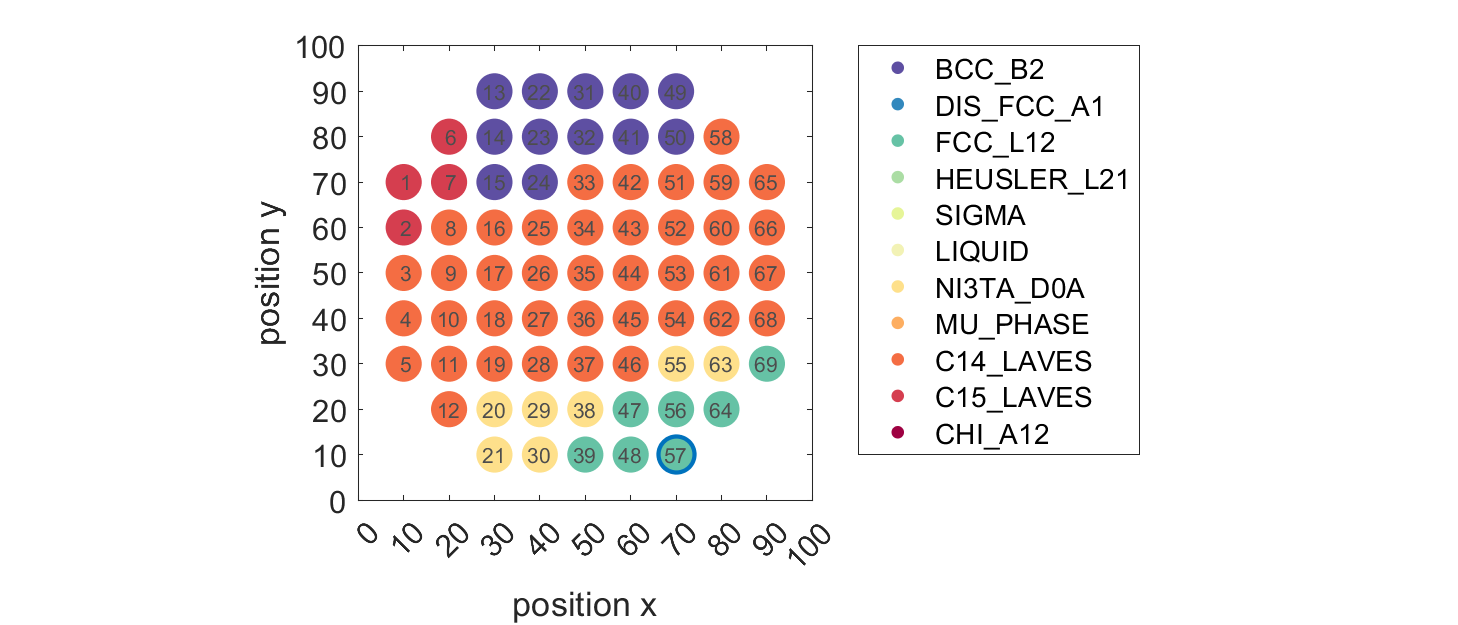 100
90 13 22 31 40 49
80 6 14 23 32 41 50 58
70 1 7 15 24 33 42 51 59 65
60 2 8 16 25 34 43 52 60 66
50 3 9 17 26 35 44 53 61 67
40 4 10 18 27 36 45 54 62 68
30 5 11 19 28 37 46 55 63 69
20 12 20 29 38 47 56 64
10 21 30 39 48 57
0
position y
0 10 20 30 40 50 60 70 80 90 100
position x
BCC_B2
DIS_FCC_A1
FCC_L12
HEUSLER_L21
SIGMA
LIQUID
NI3TA_D0A
MU_PHASE
C14_LAVES
C15_LAVES
CHI_A12